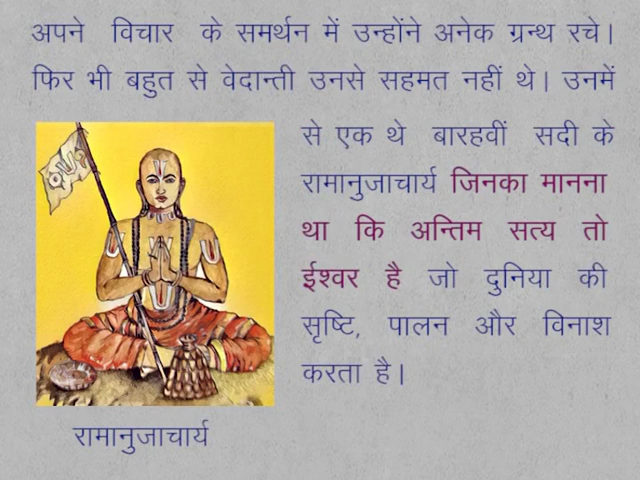 अपने विचार के समर्थन में उन्होंने अनेक ग्रन्थ रचे।
फिर भी बहुत से वेदान्ती उनसे सहमत नहीं थे। उनमें
से एक थे बारहवीं सदी के
रामानुजाचार्य जिनका मानना
था कि अन्तिम सत्य तो
ईश्वर है जो दुनिया की
सृष्टि, पालन और विनाश
करता है।
रामानुजाचार्य